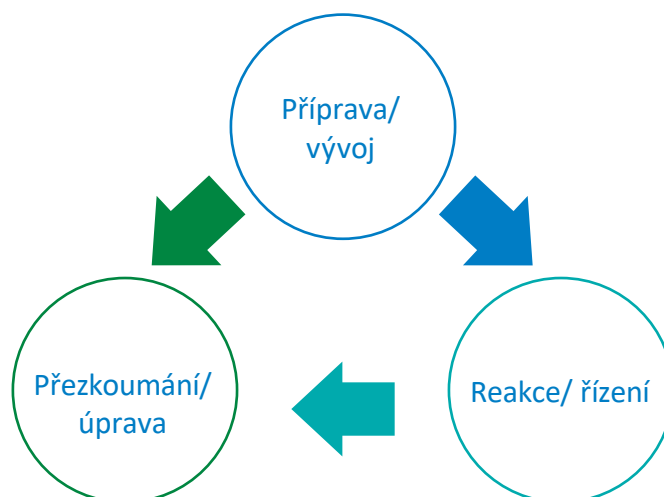 Příprava/
vývoj
Přezkoumání/
úprava
Reakce/ řízení